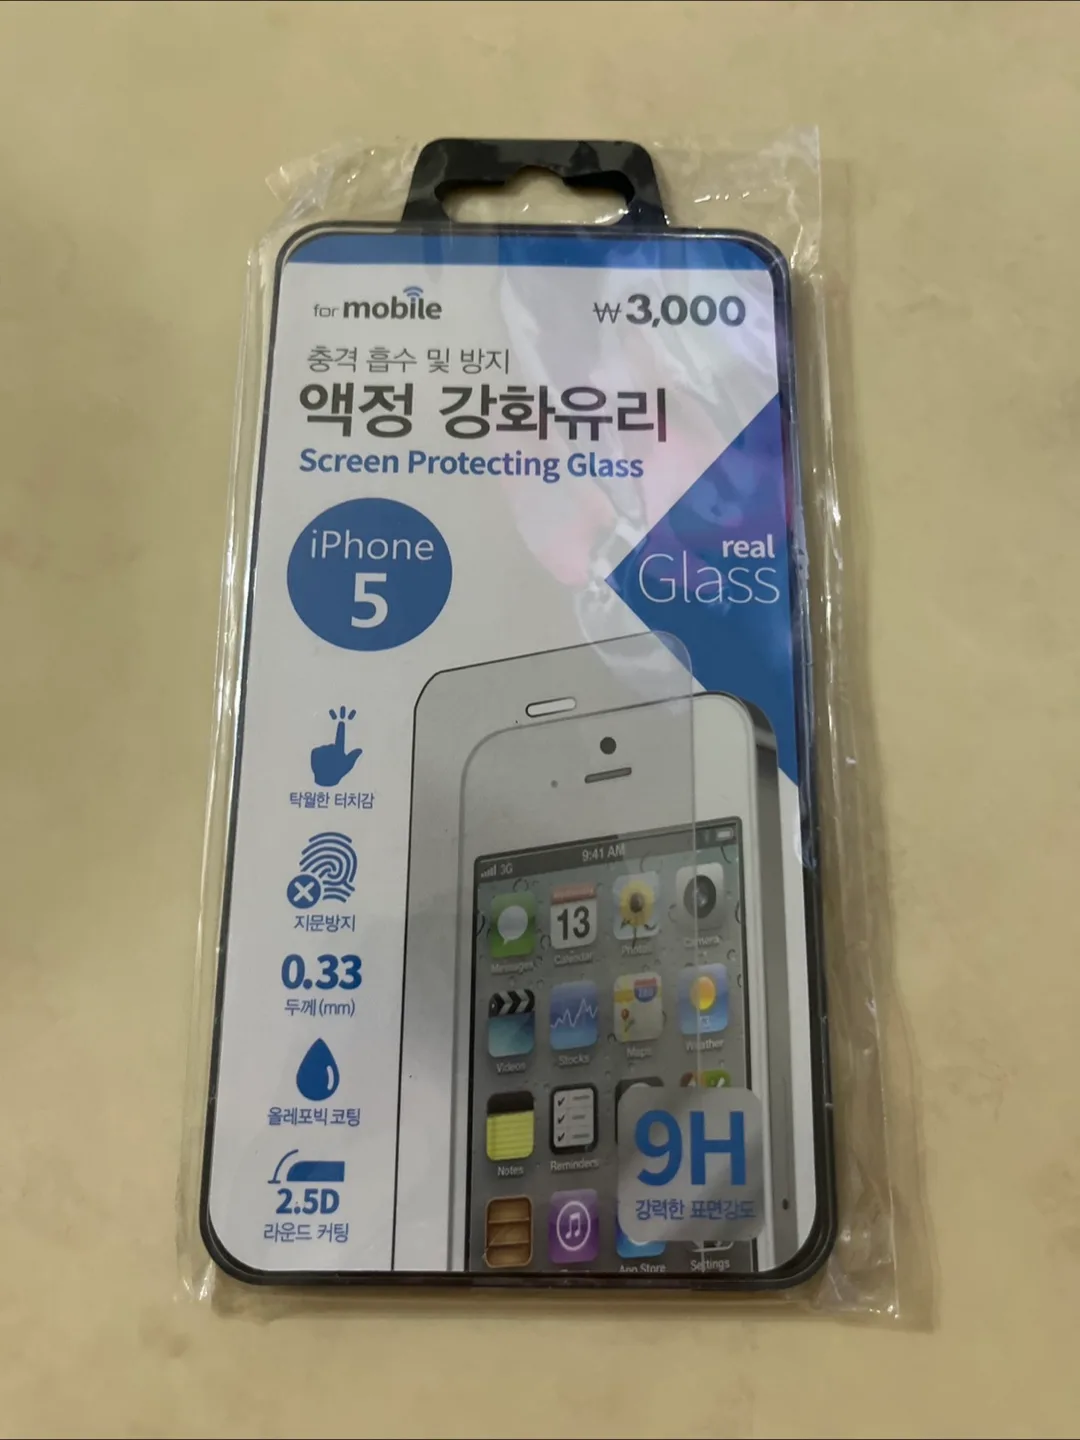 for mobile
₩3,000
충격 흡수 및 방지
액정 강화유리
Screen Protecting Glass
iPhone
5
real
Glass
탁월한 터치감
지문방지
0.33
두께(mm)
올레포빅 코팅
2.5D
라운드 커팅
3G
9:41 AM
13
Messages
Calendar
Photos
Camera
Videos
Stocks
Maps
Weather
Notes
Reminders
9H
강력한 표면강도
App Store
Settings